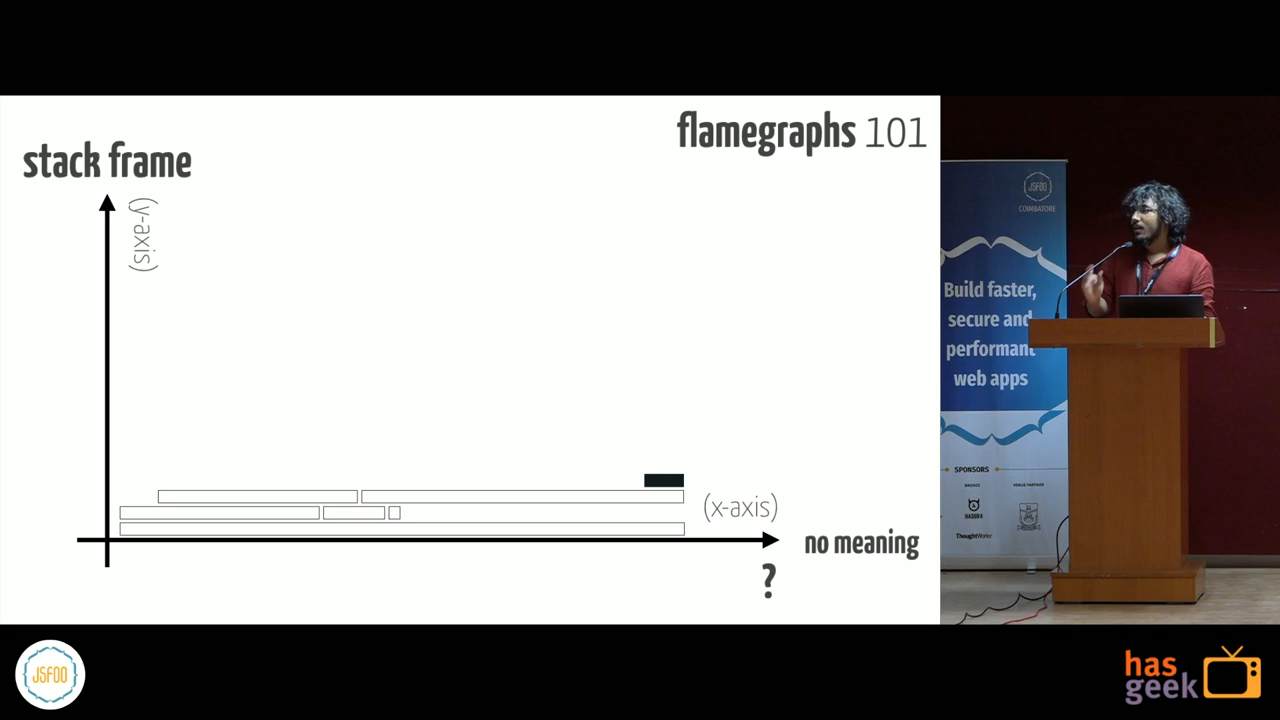 flamegraphs 101
stack frame
(y-axis)
(x-axis)
no meaning
?
JSFOO
COIMBATORE
Build faster,
secure and
performant
web apps
SPONSORS
VENUE PARTNER
HASURA
ThoughtWorks
JSFOO
has
geek